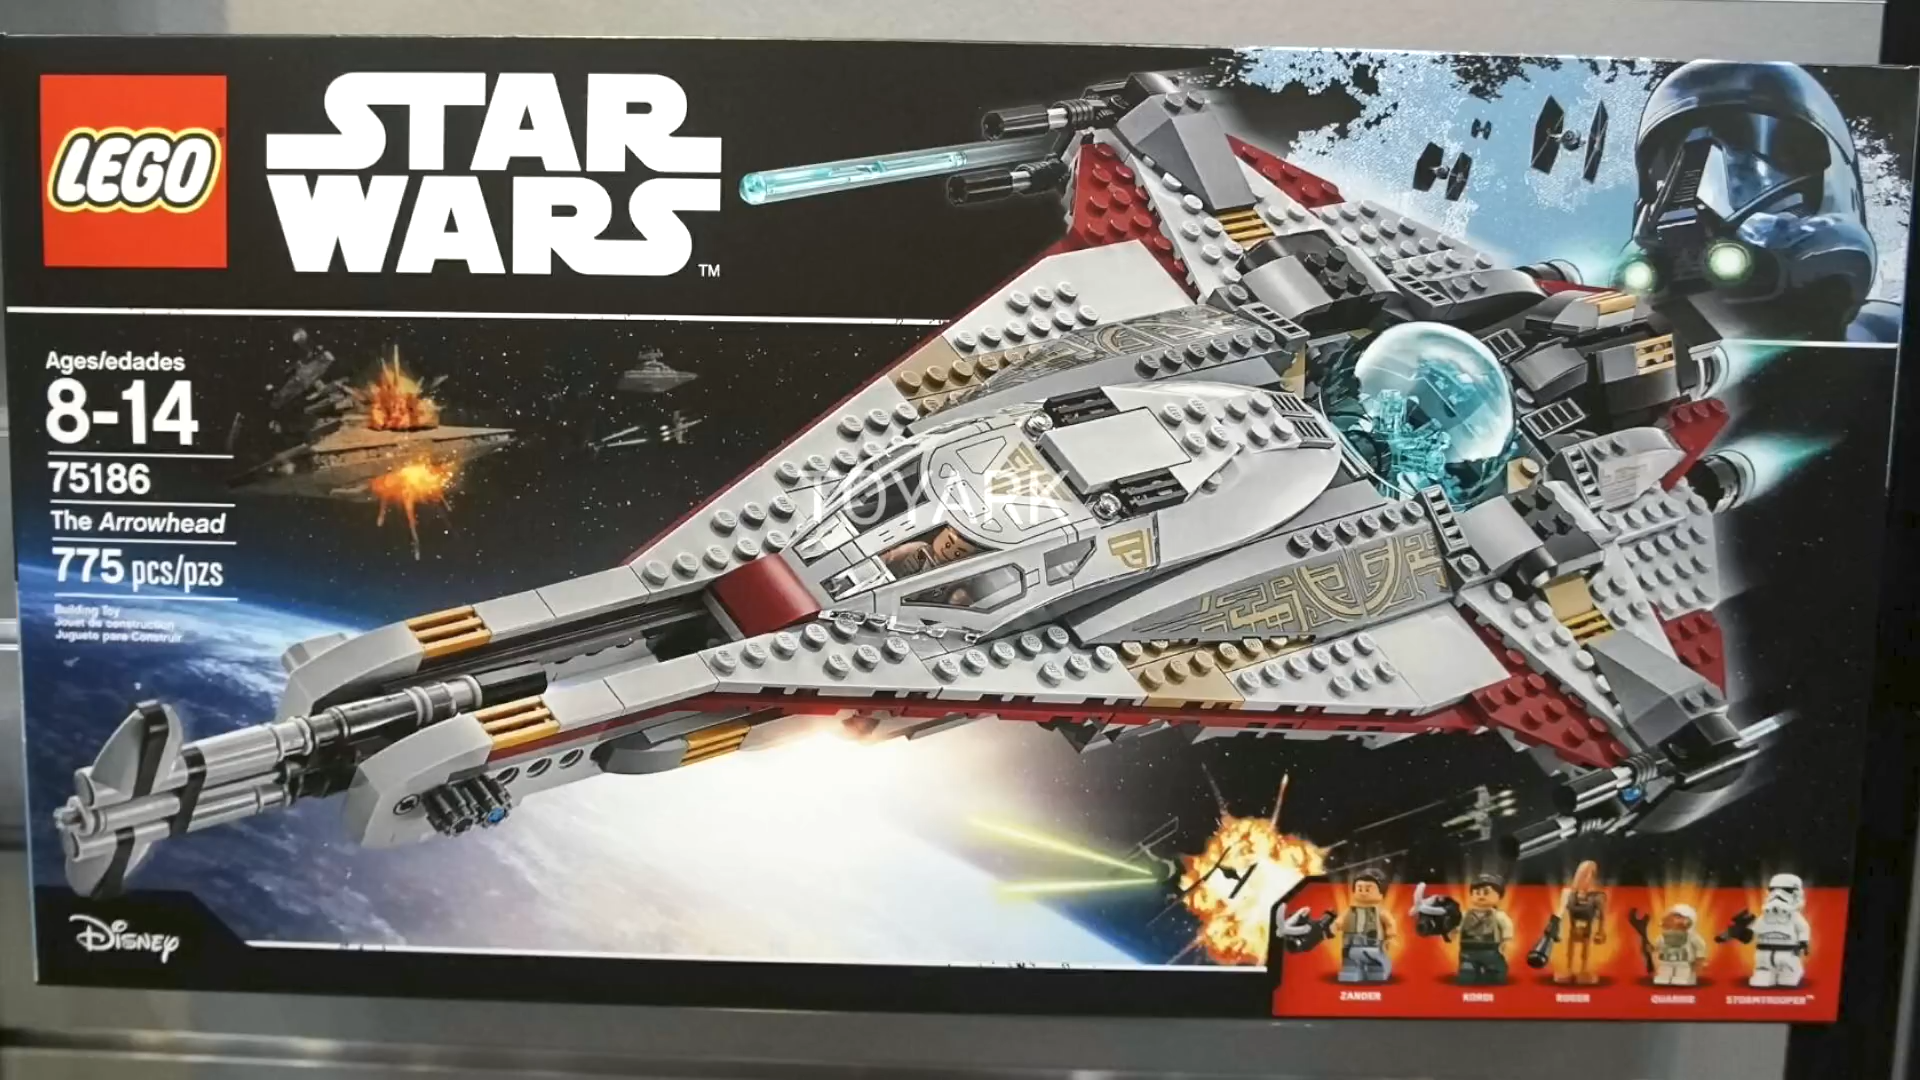 LEGO
STAR
WARS
TM
Ages/edades
8-14
75186
The Arrowhead
775 pcs/pzs
Building Toy
Jouet de construction
Juguete para Construir
TOYARK
Disney
ZANDER
KORDI
ROGER
QUARRIE
STORMTROOPER™